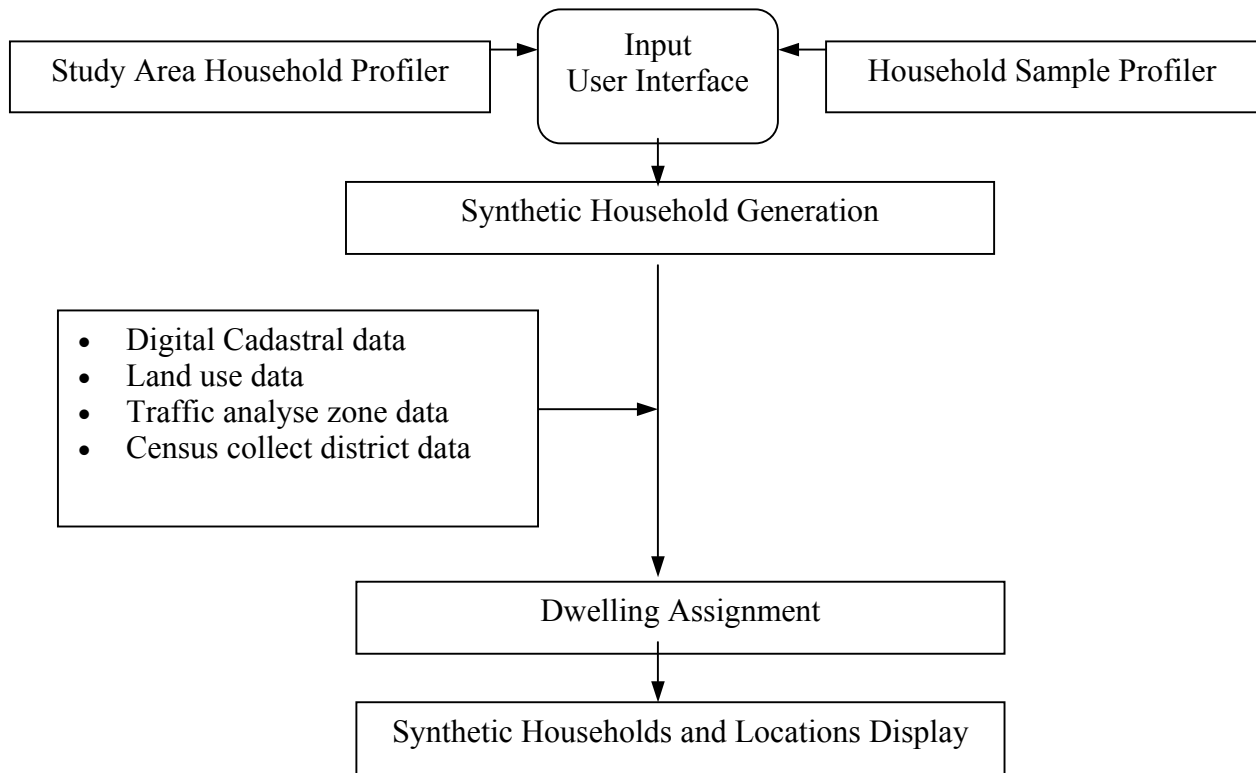 Study Area Household Profiler
Input
User Interface
Household Sample Profiler
Synthetic Household Generation
• Digital Cadastral data
• Land use data
• Traffic analyse zone data
• Census collect district data
Dwelling Assignment
Synthetic Households and Locations Display